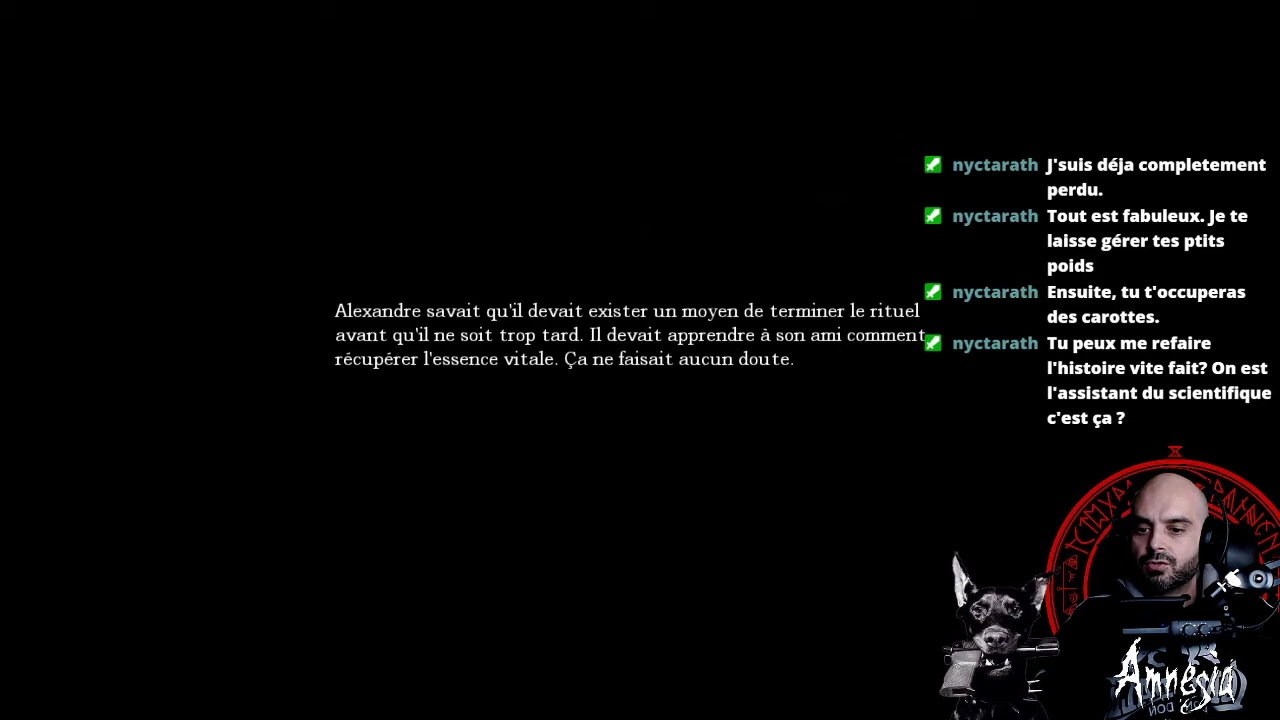 Alexandre savait qu'il devait exister un moyen de terminer le rituel
avant qu'il ne soit trop tard. Il devait apprendre à son ami comment
récupérer l'essence vitale. Ça ne faisait aucun doute.
nyctarath J'suis déja completement
perdu.
nyctarath Tout est fabuleux. Je te
laisse gérer tes ptits
poids
nyctarath Ensuite, tu t'occuperas
des carottes.
nyctarath Tu peux me refaire
l'histoire vite fait? On est
l'assistant du scientifique
c'est ça ?
Amnesia